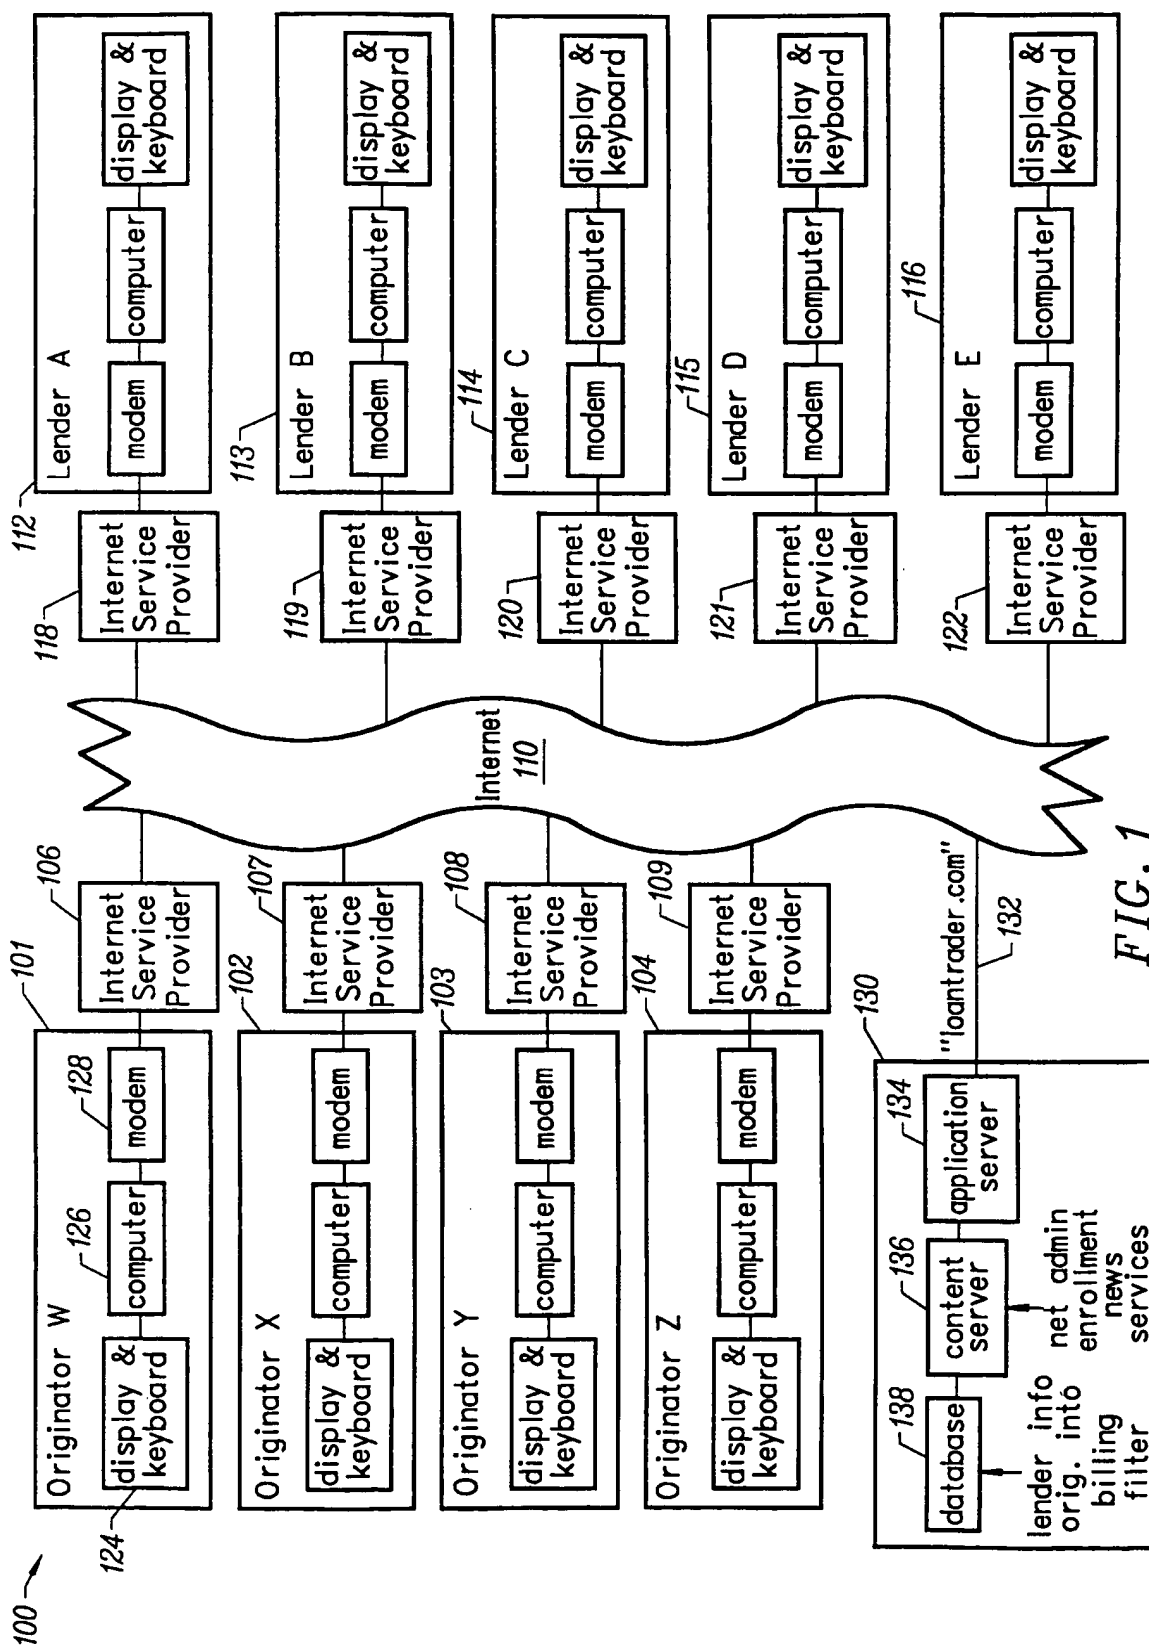 100
Originator W
101
display &
keyboard
124
computer
126
modem
128
Internet
Service
Provider
106
Originator X
102
display &
keyboard
computer
modem
Internet
Service
Provider
107
Originator Y
103
display &
keyboard
computer
modem
Internet
Service
Provider
108
Originator Z
104
display &
keyboard
computer
modem
Internet
Service
Provider
109
130
database
138
content
server
136
application
server
134
"loantrader.com"
132
lender info
orig. into
billing
filter
net admin
enrollment
news
services
Internet
110
112
Lender A
modem
computer
display &
keyboard
Internet
Service
Provider
118
113
Lender B
modem
computer
display &
keyboard
Internet
Service
Provider
119
114
Lender C
modem
computer
display &
keyboard
Internet
Service
Provider
120
115
Lender D
modem
computer
display &
keyboard
Internet
Service
Provider
121
116
Lender E
modem
computer
display &
keyboard
Internet
Service
Provider
122
FIG. 1